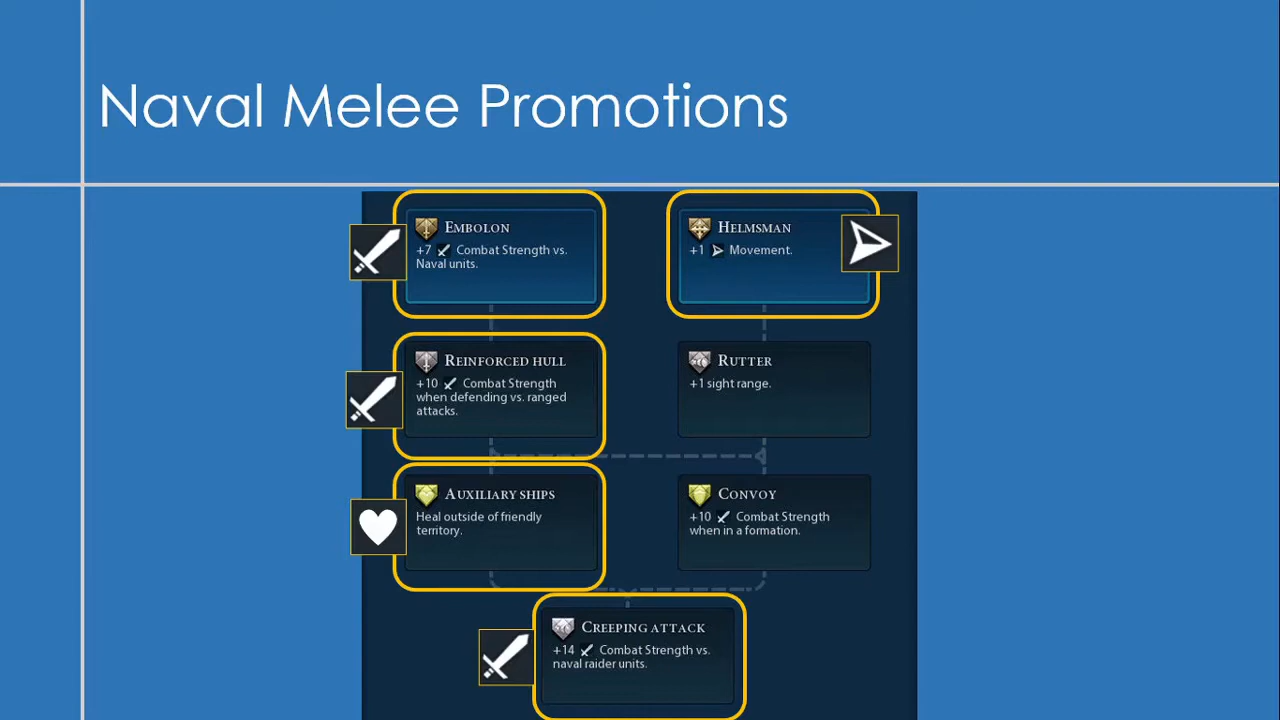 Naval Melee Promotions
EMBOLON
+7 Combat Strength vs.
Naval units.
HELMSMAN
+1 Movement.
REINFORCED HULL
+10 Combat Strength
when defending vs. ranged
attacks.
RUTTER
+1 sight range.
AUXILIARY SHIPS
Heal outside of friendly
territory.
CONVOY
+10 Combat Strength
when in a formation.
CREEPING ATTACK
+14 Combat Strength vs.
naval raider units.